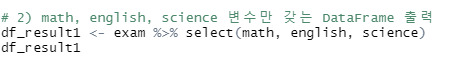 # 2) math, english, science 변수만 갖는 DataFrame 출력
df_result1 <- exam %>% select(math, english, science)
df_result1